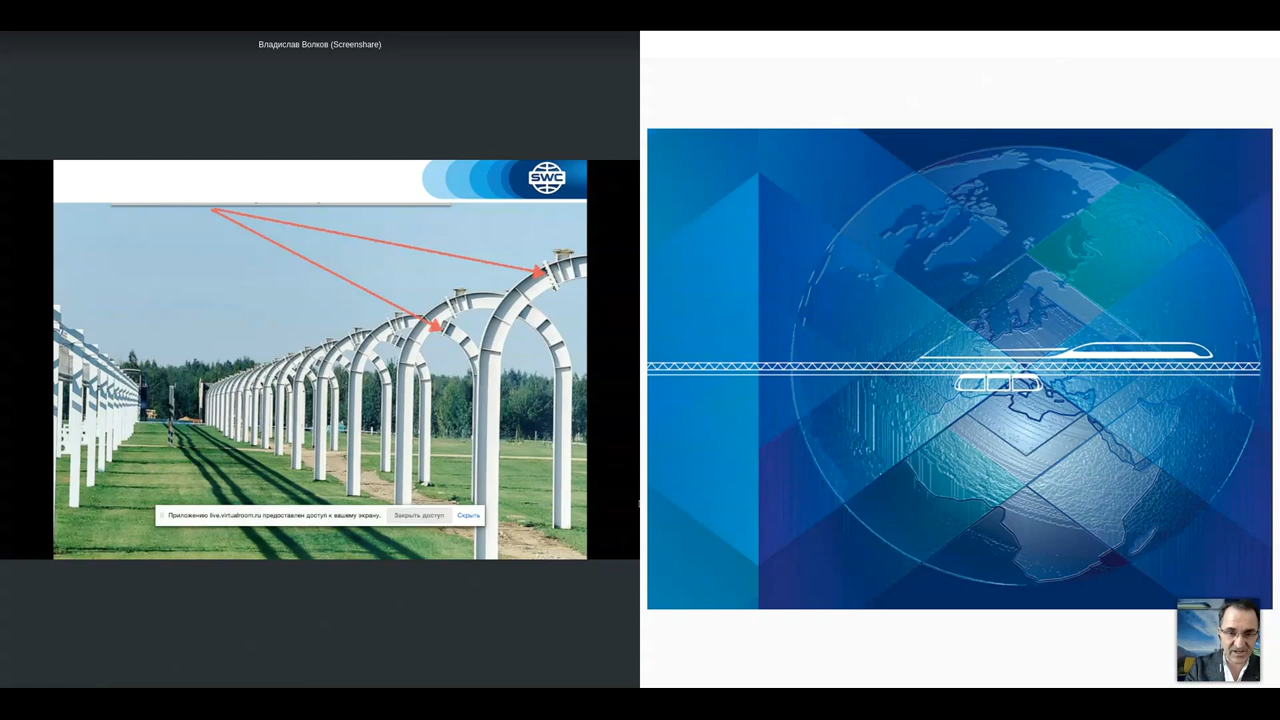 Владислав Волков (Screenshare)
SWC
Приложению live.virtualroom.ru предоставлен доступ к вашему экрану.
Закрыть доступ
Скрыть